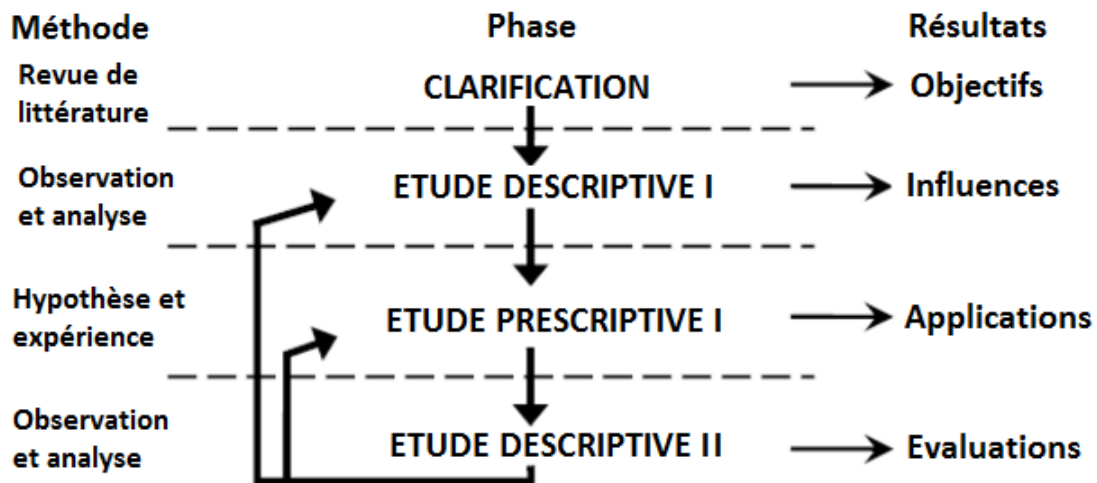 Méthode Phase Résultats
Revue de
littérature
CLARIFICATION
Objectifs
Observation
et analyse
ETUDE DESCRIPTIVE I
Influences
Hypothèse et
expérience
ETUDE PRESCRIPTIVE I
Applications
Observation
et analyse
ETUDE DESCRIPTIVE II
Evaluations